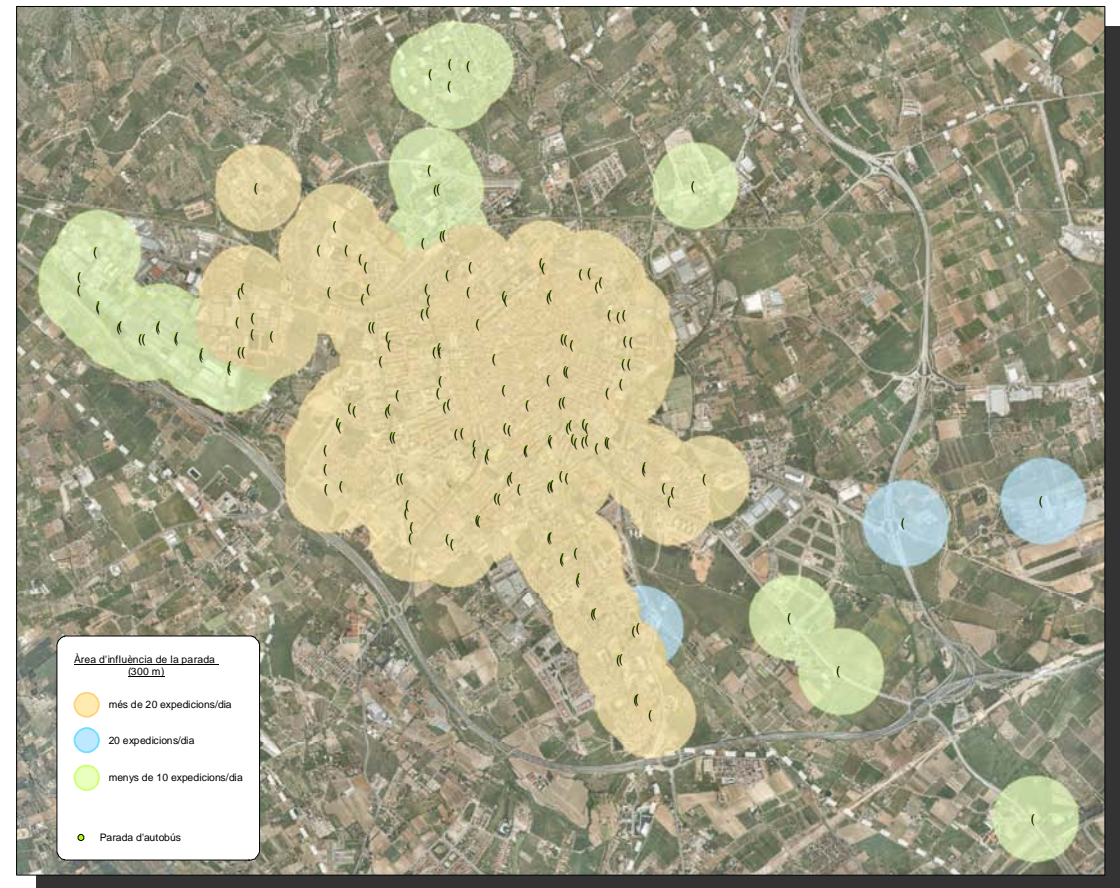 Àrea d'influència de la parada
(300 m)
més de 20 expedicions/dia
20 expedicions/dia
menys de 10 expedicions/dia
Parada d'autobús